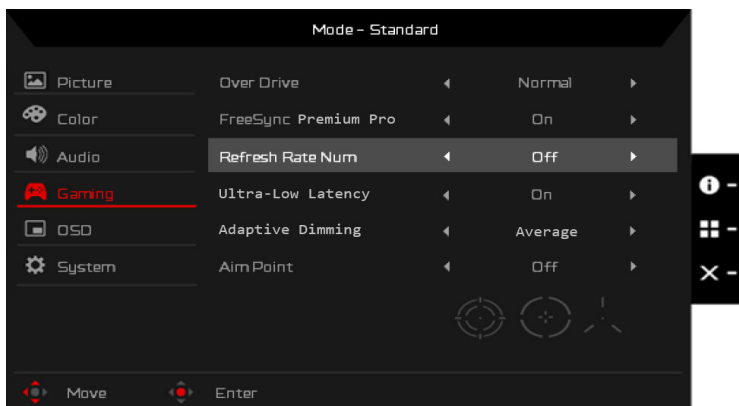 Mode - Standard
Picture
Over Drive Normal
Color
FreeSync Premium Pro On
Audio
Refresh Rate Num Off
Gaming
Ultra-Low Latency On
OSD
Adaptive Dimming Average
System
Aim Point Off
Move Enter